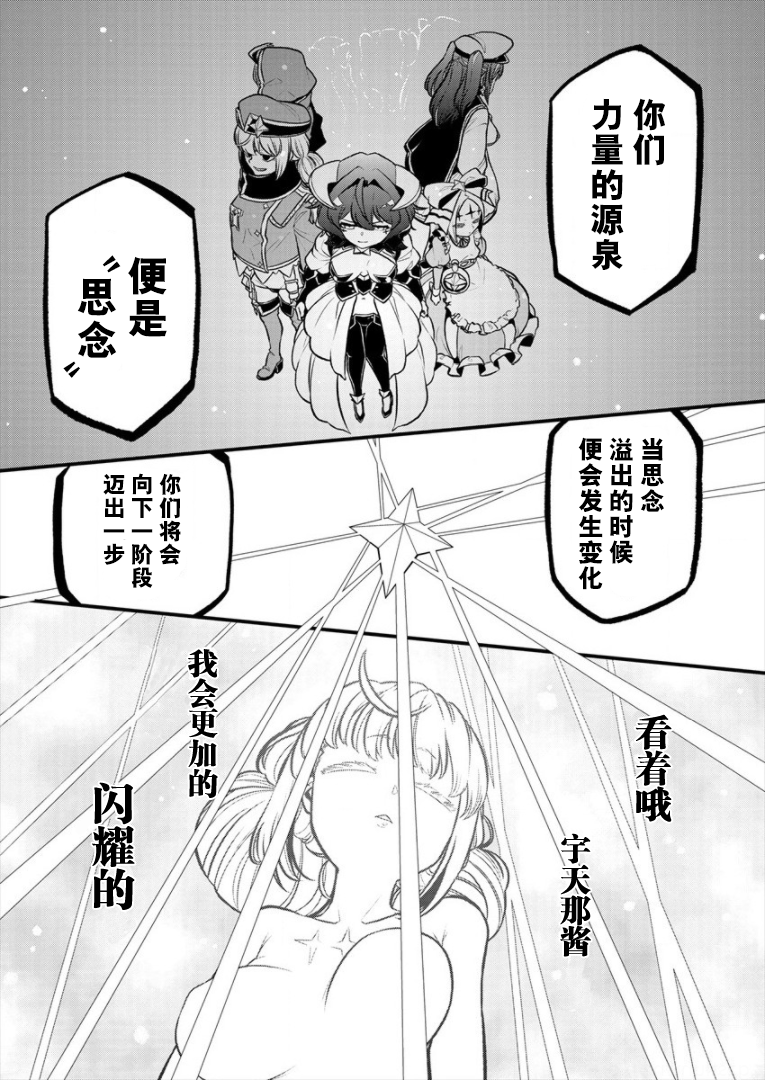 你们
力量的源泉
便是
〝思念〟
当思念
溢出的时候
便会发生变化
你们将会
向下一阶段
迈出一步
看着哦
宇天那酱
我会更加的
闪耀的